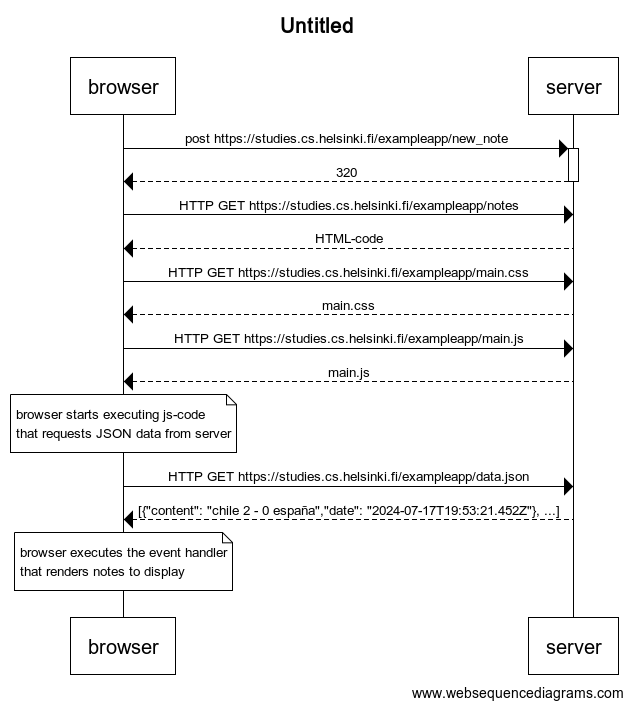 Untitled
browser
server
post https://studies.cs.helsinki.fi/exampleapp/new_note
320
HTTP GET https://studies.cs.helsinki.fi/exampleapp/notes
HTML-code
HTTP GET https://studies.cs.helsinki.fi/exampleapp/main.css
main.css
HTTP GET https://studies.cs.helsinki.fi/exampleapp/main.js
main.js
browser starts executing js-code
that requests JSON data from server
HTTP GET https://studies.cs.helsinki.fi/exampleapp/data.json
[{"content": "chile 2 - 0 españa","date": "2024-07-17T19:53:21.452Z"}, ...]
browser executes the event handler
that renders notes to display
browser
server
www.websequencediagrams.com